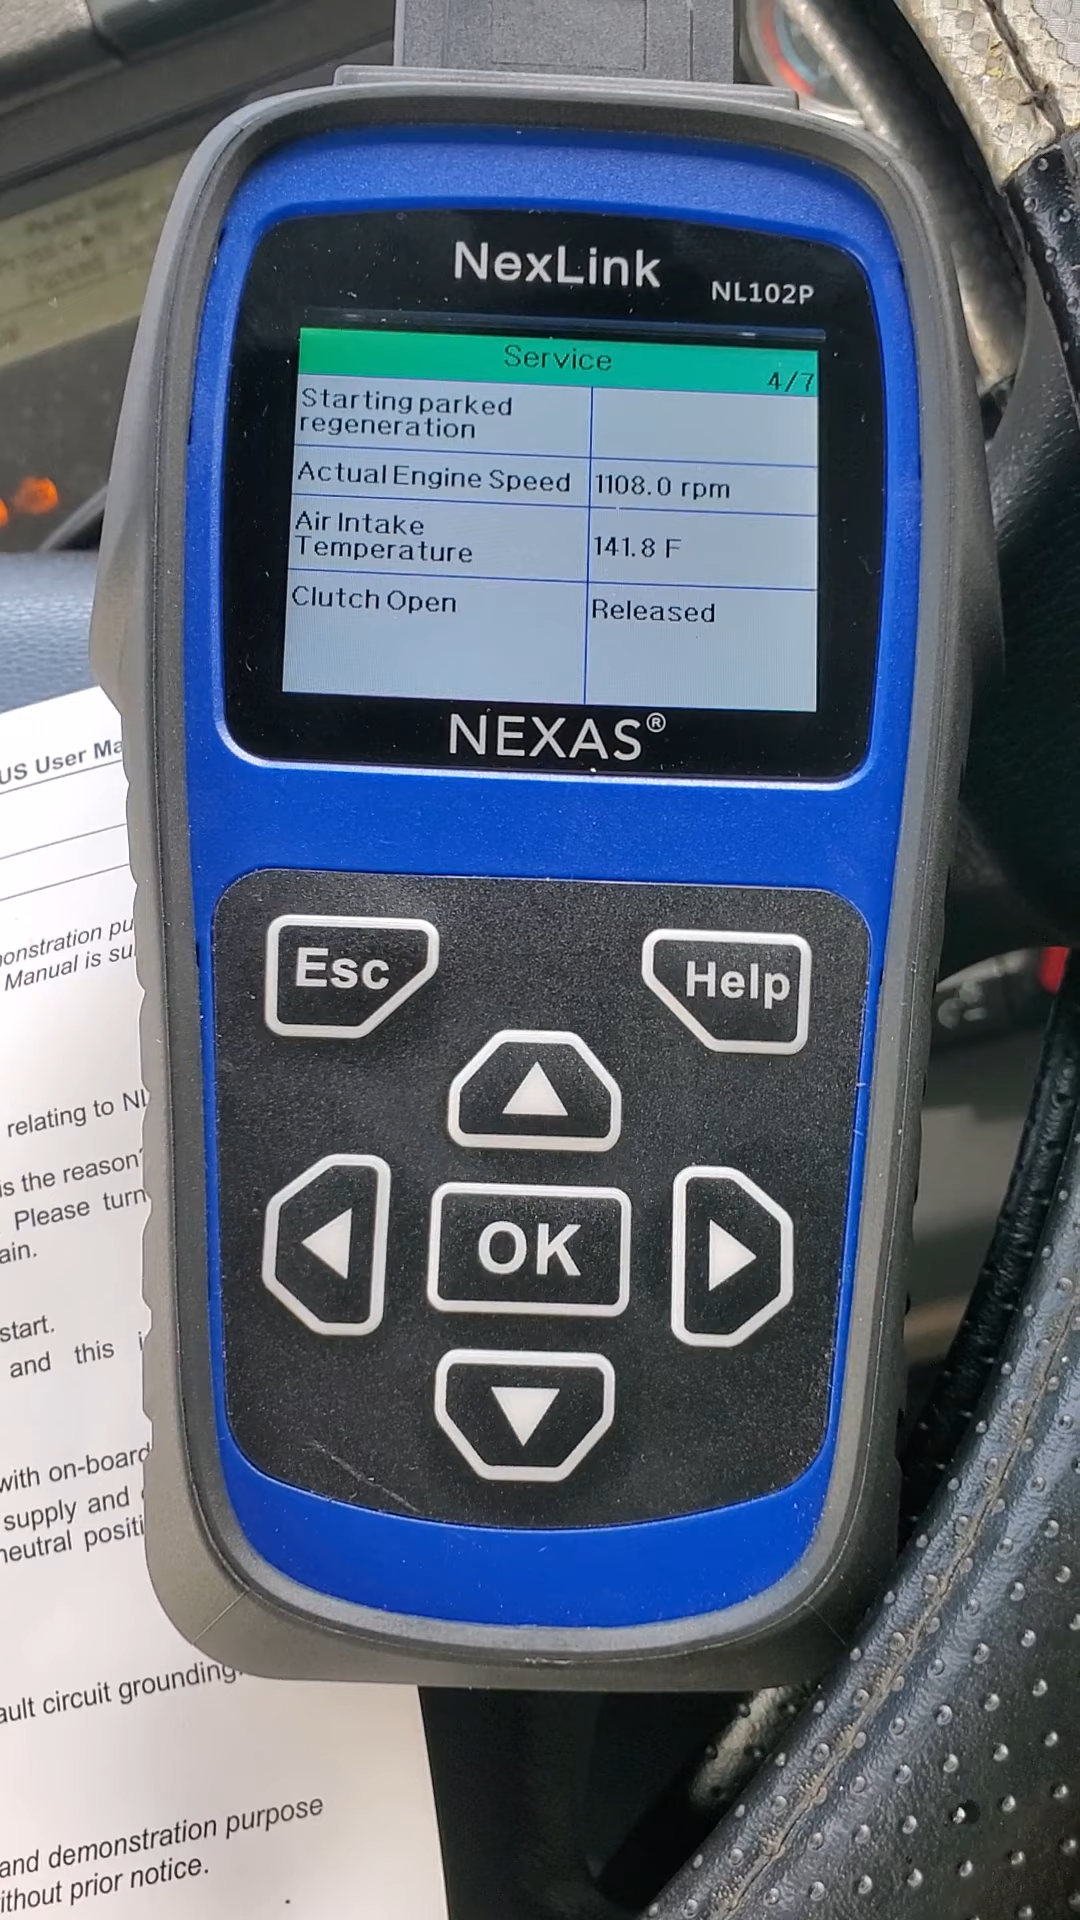 NexLink
NL102P
Service
4/7
Starting parked
regeneration
Actual Engine Speed
1108.0 rpm
Air Intake
Temperature
141.8 F
Clutch Open
Released
NEXAS®
Esc
Help
OK
US User Ma
onstration pu
Manual is su
relating to NL
is the reason
Please turn
ain.
start.
and this
with on-board
supply and
neutral positi
ault circuit grounding.
and demonstration purpose
ithout prior notice.